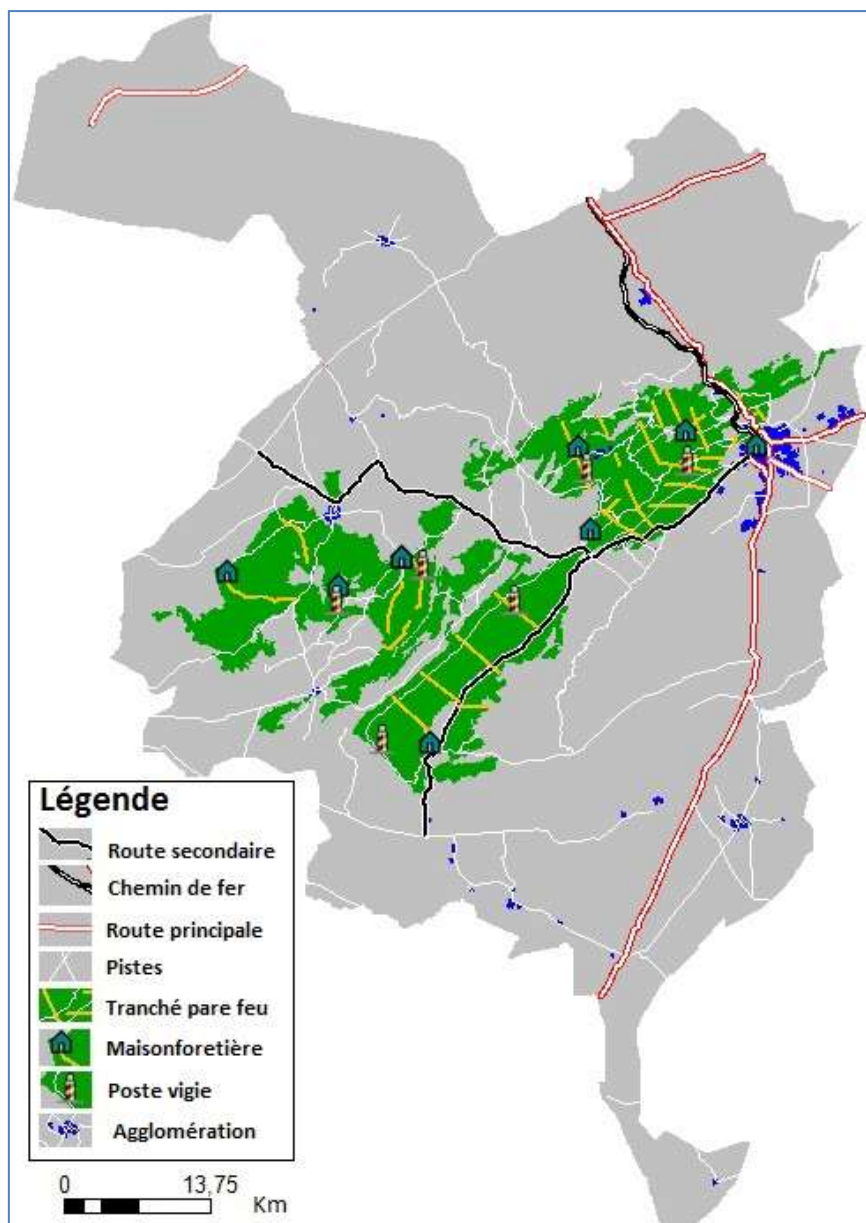 Légende
Route secondaire
Chemin de fer
Route principale
Pistes
Tranché pare feu
Maisonforetière
Poste vigie
Agglomération
0 13,75
Km